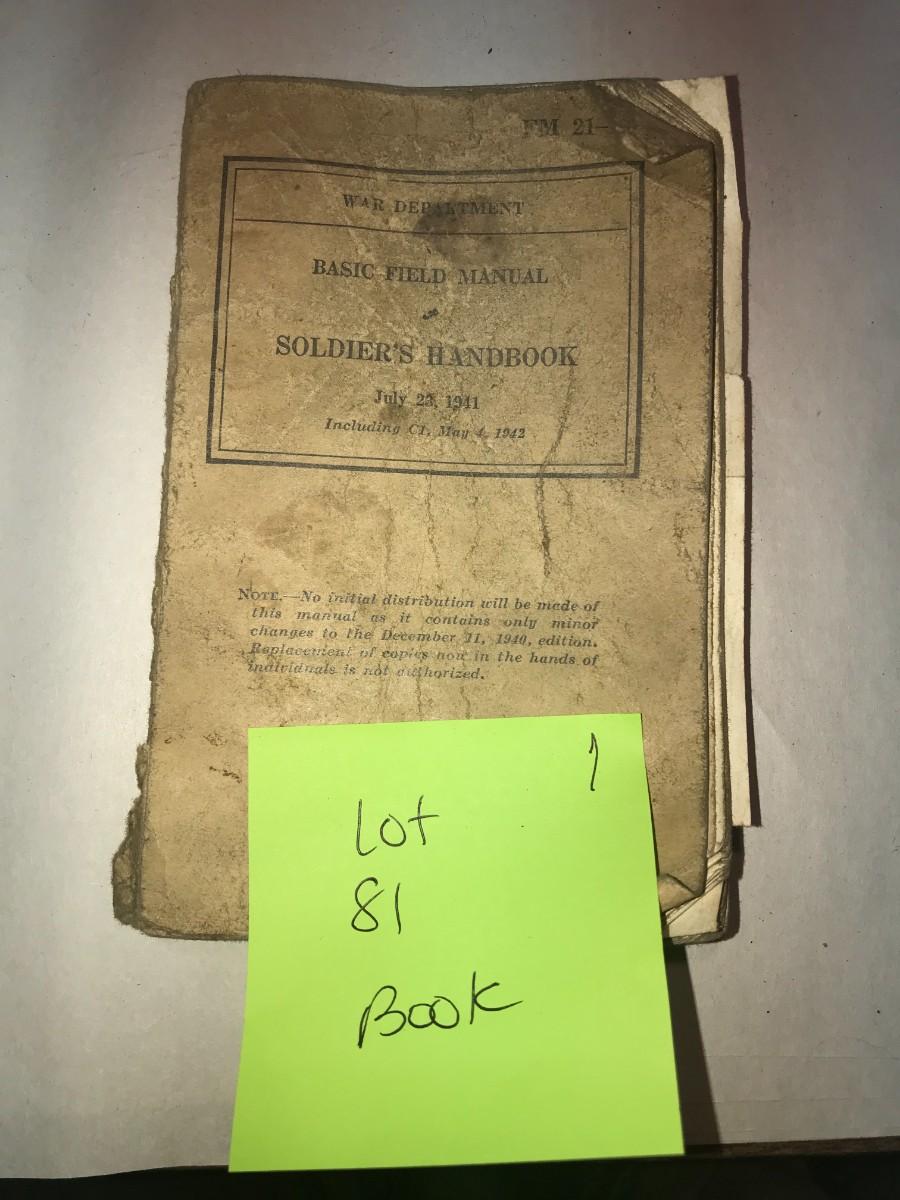 FM 21-
WAR DEPARTMENT
BASIC FIELD MANUAL
SOLDIER'S HANDBOOK
July 23, 1941
Including C1, May 4, 1942
NOTE.—No initial distribution will be made of
this manual as it contains only minor
changes to the December 11, 1940, edition.
Replacement of copies now in the hands of
individuals is not authorized.
1
Lot
81
Book